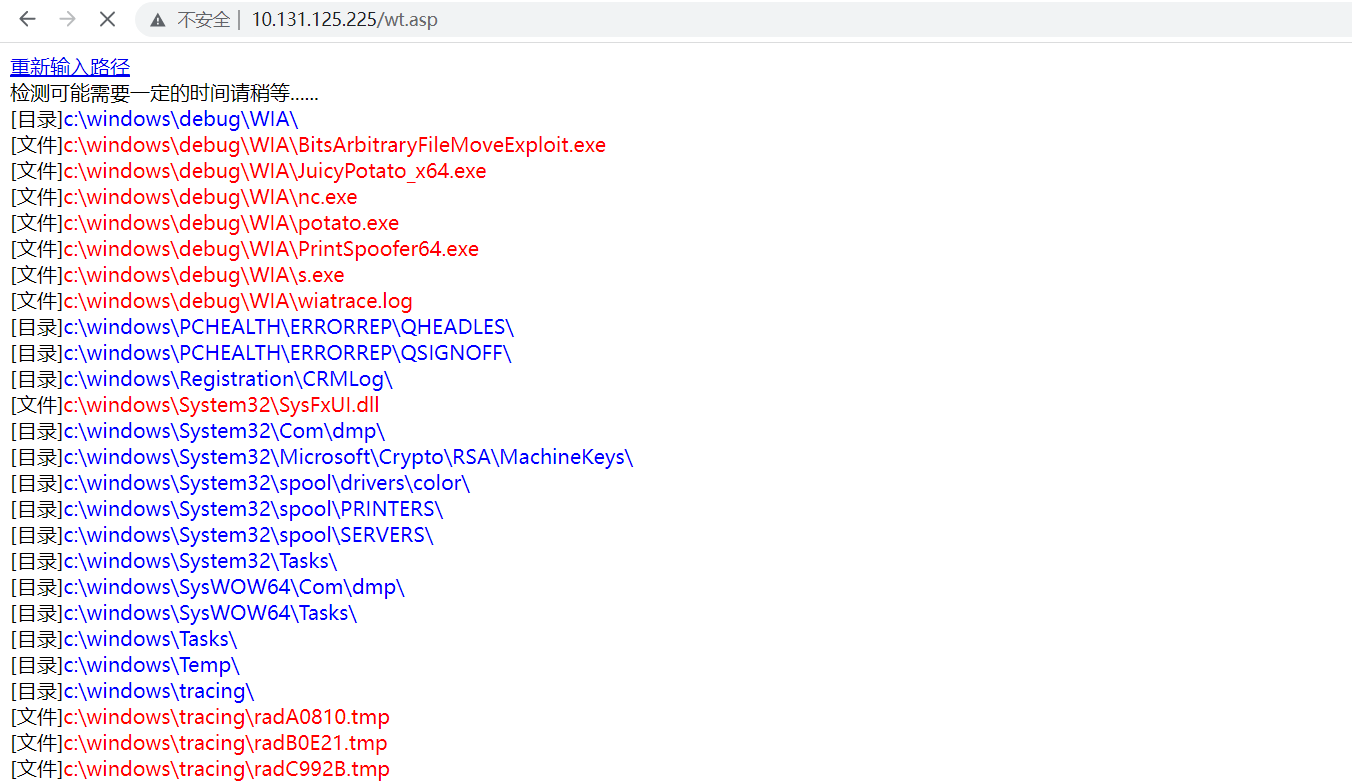 不安全 | 10.131.125.225/wt.asp
重新输入路径
检测可能需要一定的时间请稍等......
[目录]c:\windows\debug\WIA\
[文件]c:\windows\debug\WIA\BitsArbitraryFileMoveExploit.exe
[文件]c:\windows\debug\WIA\JuicyPotato_x64.exe
[文件]c:\windows\debug\WIA\nc.exe
[文件]c:\windows\debug\WIA\potato.exe
[文件]c:\windows\debug\WIA\PrintSpoofer64.exe
[文件]c:\windows\debug\WIA\s.exe
[文件]c:\windows\debug\WIA\wiatrace.log
[目录]c:\windows\PCHEALTH\ERRORREP\QHEADLES\
[目录]c:\windows\PCHEALTH\ERRORREP\QSIGNOFF\
[目录]c:\windows\Registration\CRMLog\
[文件]c:\windows\System32\SysFxUI.dll
[目录]c:\windows\System32\Com\dmp\
[目录]c:\windows\System32\Microsoft\Crypto\RSA\MachineKeys\
[目录]c:\windows\System32\spool\drivers\color\
[目录]c:\windows\System32\spool\PRINTERS\
[目录]c:\windows\System32\spool\SERVERS\
[目录]c:\windows\System32\Tasks\
[目录]c:\windows\SysWOW64\Com\dmp\
[目录]c:\windows\SysWOW64\Tasks\
[目录]c:\windows\Tasks\
[目录]c:\windows\Temp\
[目录]c:\windows\tracing\
[文件]c:\windows\tracing\radA0810.tmp
[文件]c:\windows\tracing\radB0E21.tmp
[文件]c:\windows\tracing\radC992B.tmp